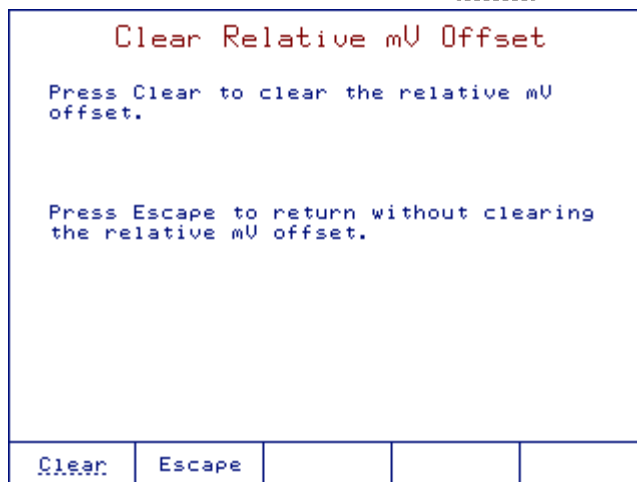 Clear Relative mV Offset
Press Clear to clear the relative mV
offset.
Press Escape to return without clearing
the relative mV offset.
Clear Escape